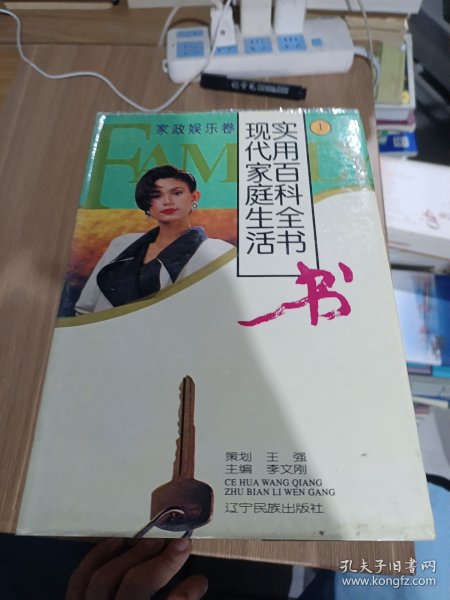 家政娱乐卷
FAMILY
1
现代家庭生活
实用百科全书
书
策划 王强
主编 李文刚
CE HUA WANG QIANG
ZHU BIAN LI WEN GANG
辽宁民族出版社
孔夫子旧书网
www.kongfz.com